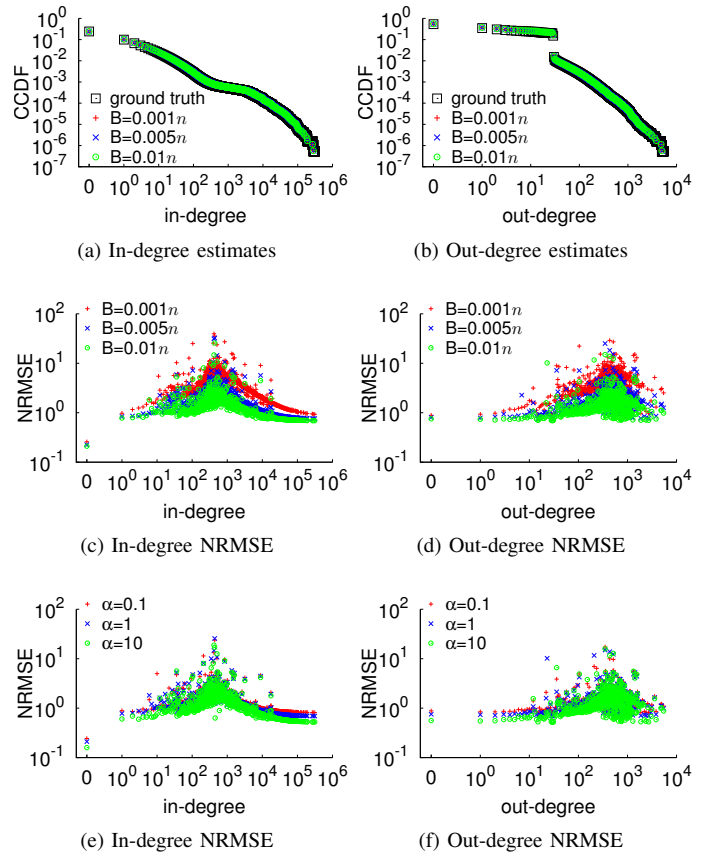 10^0
10^-1
10^-2
10^-3
10^-4
10^-5
10^-6
10^-7
CCDF
ground truth
B=0.001n
B=0.005n
B=0.01n
0 10^0 10^1 10^2 10^3 10^4 10^5 10^6
in-degree
(a) In-degree estimates
10^0
10^-1
10^-2
10^-3
10^-4
10^-5
10^-6
10^-7
CCDF
ground truth
B=0.001n
B=0.005n
B=0.01n
0 10^0 10^1 10^2 10^3 10^4
out-degree
(b) Out-degree estimates
10^2
10^1
10^0
10^-1
NRMSE
B=0.001n
B=0.005n
B=0.01n
0 10^0 10^1 10^2 10^3 10^4 10^5 10^6
in-degree
(c) In-degree NRMSE
10^2
10^1
10^0
10^-1
NRMSE
B=0.001n
B=0.005n
B=0.01n
0 10^0 10^1 10^2 10^3 10^4
out-degree
(d) Out-degree NRMSE
10^2
10^1
10^0
10^-1
NRMSE
α=0.1
α=1
α=10
0 10^0 10^1 10^2 10^3 10^4 10^5 10^6
in-degree
(e) In-degree NRMSE
10^2
10^1
10^0
10^-1
NRMSE
α=0.1
α=1
α=10
0 10^0 10^1 10^2 10^3 10^4
out-degree
(f) Out-degree NRMSE